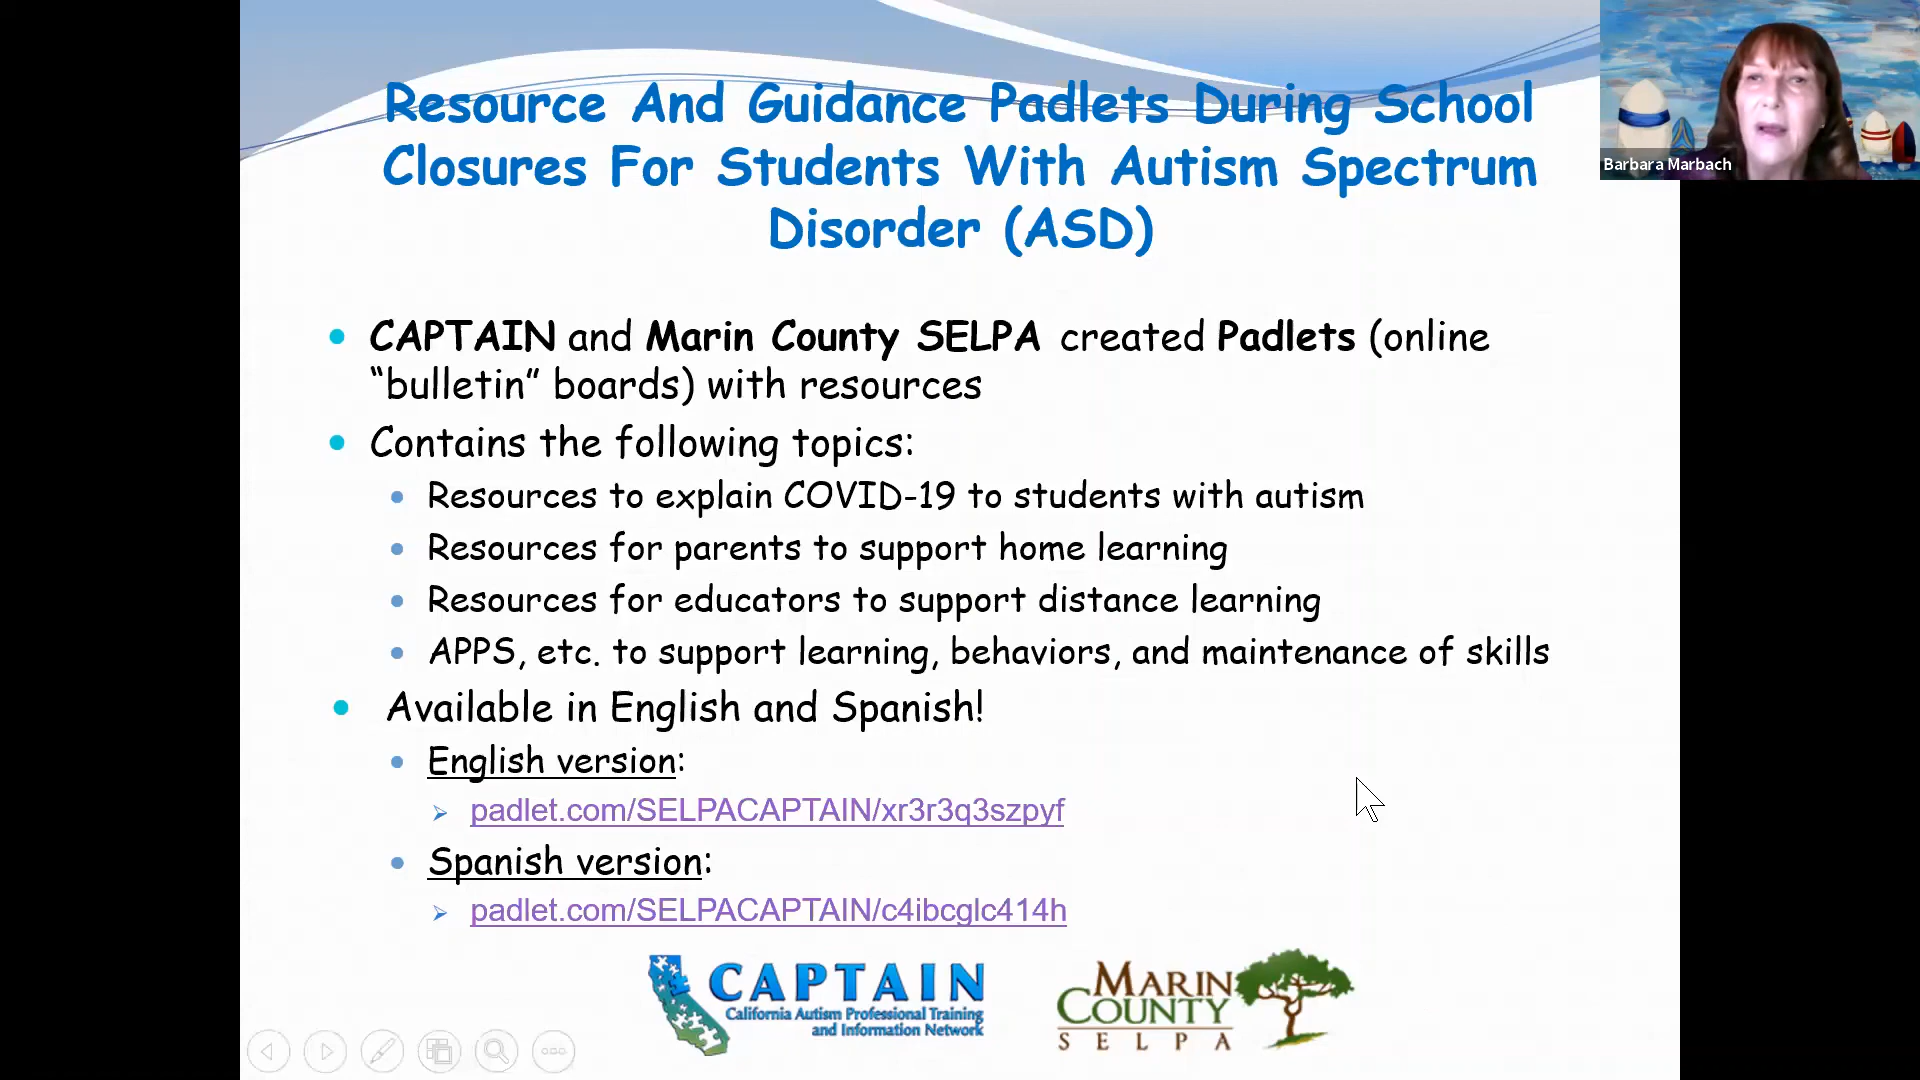 Resource And Guidance Padlets During School
Closures For Students With Autism Spectrum
Disorder (ASD)
Barbara Marbach
CAPTAIN and Marin County SELPA created Padlets (online
“bulletin” boards) with resources
Contains the following topics:
Resources to explain COVID-19 to students with autism
Resources for parents to support home learning
Resources for educators to support distance learning
APPS, etc. to support learning, behaviors, and maintenance of skills
Available in English and Spanish!
English version:
padlet.com/SELPACAPTAIN/xr3r3q3szpyf
Spanish version:
padlet.com/SELPACAPTAIN/c4ibcglc414h
CAPTAIN
California Autism Professional Training
and Information Network
MARIN
COUNTY
SELPA